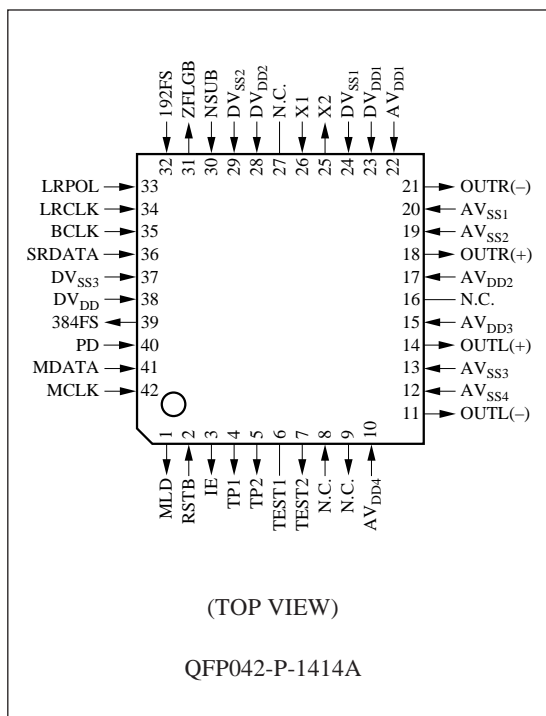 192FS
ZFLGB
NSUB
DVSS2
DVDD2
N.C.
X1
X2
DVSS1
DVDD1
AVDD1
32 31 30 29 28 27 26 25 24 23 22
LRPOL 33
LRCLK 34
BCLK 35
SRDATA 36
DVSS3 37
DVDD 38
384FS 39
PD 40
MDATA 41
MCLK 42
21 OUTR(–)
20 AVSS1
19 AVSS2
18 OUTR(+)
17 AVDD2
16 N.C.
15 AVDD3
14 OUTL(+)
13 AVSS3
12 AVSS4
11 OUTL(–)
1 2 3 4 5 6 7 8 9 10
MLD
RSTB
IE
TP1
TP2
TEST1
TEST2
N.C.
N.C.
AVDD4
(TOP VIEW)
QFP042-P-1414A